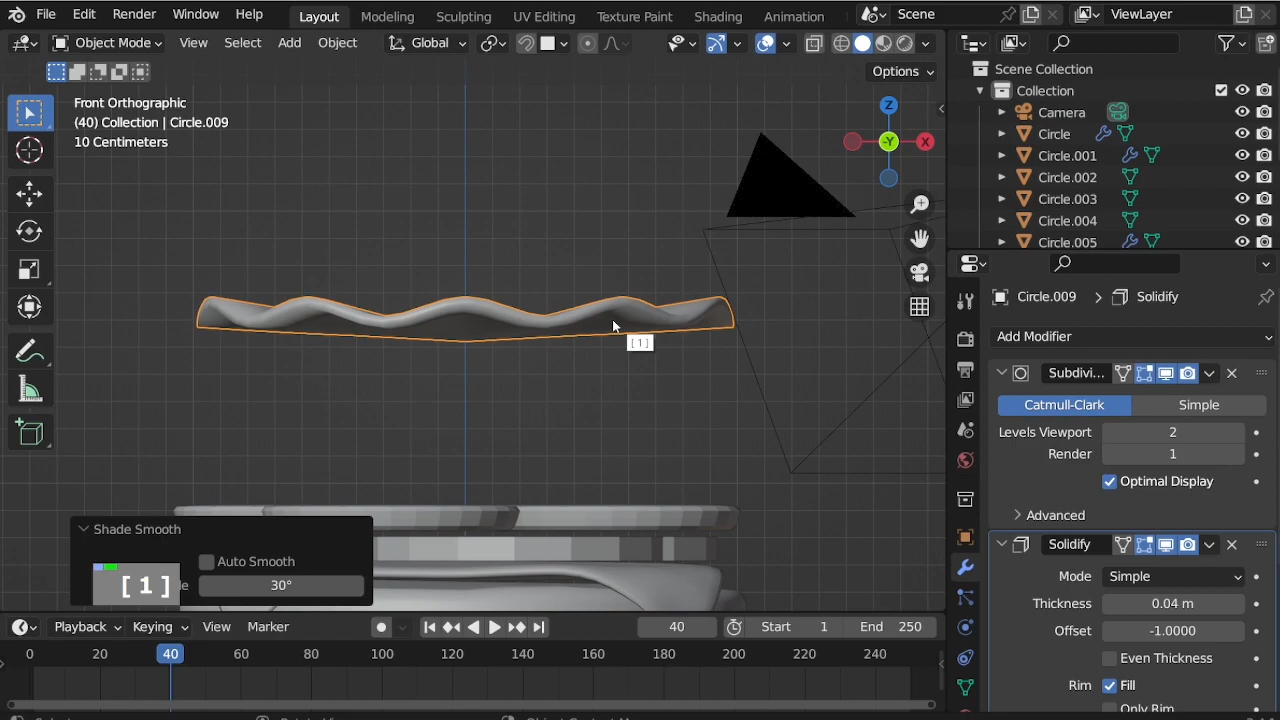 File Edit Render Window Help Layout Modeling Sculpting UV Editing Texture Paint Shading Animation Scene ViewLayer
Object Mode View Select Add Object Global
Options
Front Orthographic
(40) Collection | Circle.009
10 Centimeters
Z
-Y
X
[ 1 ]
Shade Smooth
Auto Smooth
[ 1 ]
30°
Scene Collection
Collection
Camera
Circle
Circle.001
Circle.002
Circle.003
Circle.004
Circle.005
Circle.009 > Solidify
Add Modifier
Subdivi...
Catmull-Clark Simple
Levels Viewport 2
Render 1
Optimal Display
Advanced
Solidify
Mode Simple
Thickness 0.04 m
Offset -1.0000
Even Thickness
Rim Fill
Only Rim
Playback Keying View Marker 40 Start 1 End 250
0 20 40 60 80 100 120 140 160 180 200 220 240